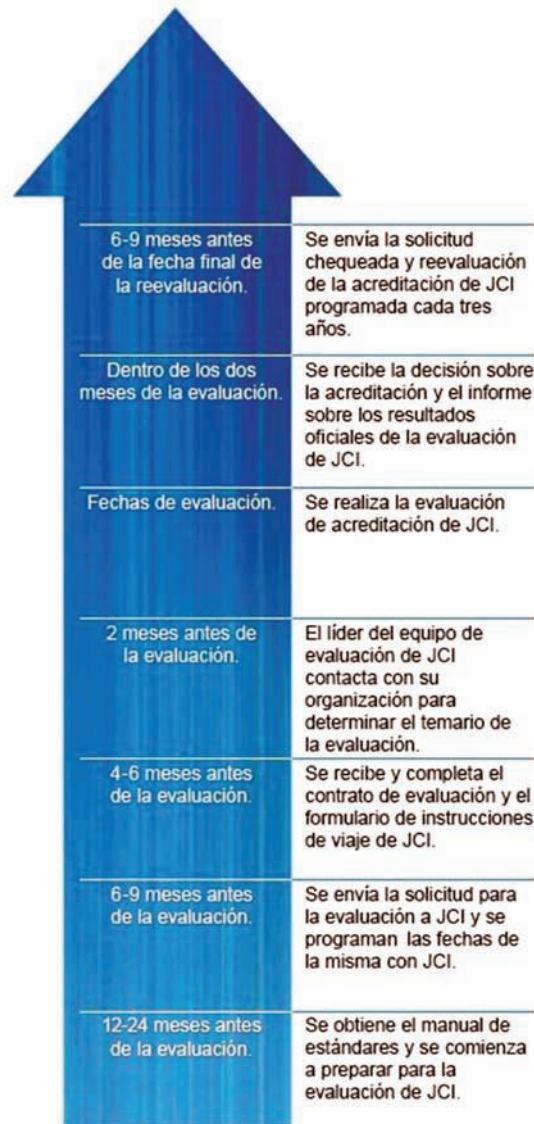 6-9 meses antes
de la fecha final de
la reevaluación.
Se envía la solicitud
chequeada y reevaluación
de la acreditación de JCI
programada cada tres
años.
Dentro de los dos
meses de la evaluación.
Se recibe la decisión sobre
la acreditación y el informe
sobre los resultados
oficiales de la evaluación
de JCI.
Fechas de evaluación.
Se realiza la evaluación
de acreditación de JCI.
2 meses antes de
la evaluación.
El líder del equipo de
evaluación de JCI
contacta con su
organización para
determinar el temario de
la evaluación.
4-6 meses antes
de la evaluación.
Se recibe y completa el
contrato de evaluación y el
formulario de instrucciones
de viaje de JCI.
6-9 meses antes
de la evaluación.
Se envía la solicitud para
la evaluación a JCI y se
programan las fechas de
la misma con JCI.
12-24 meses antes
de la evaluación.
Se obtiene el manual de
estándares y se comienza
a preparar para la
evaluación de JCI.